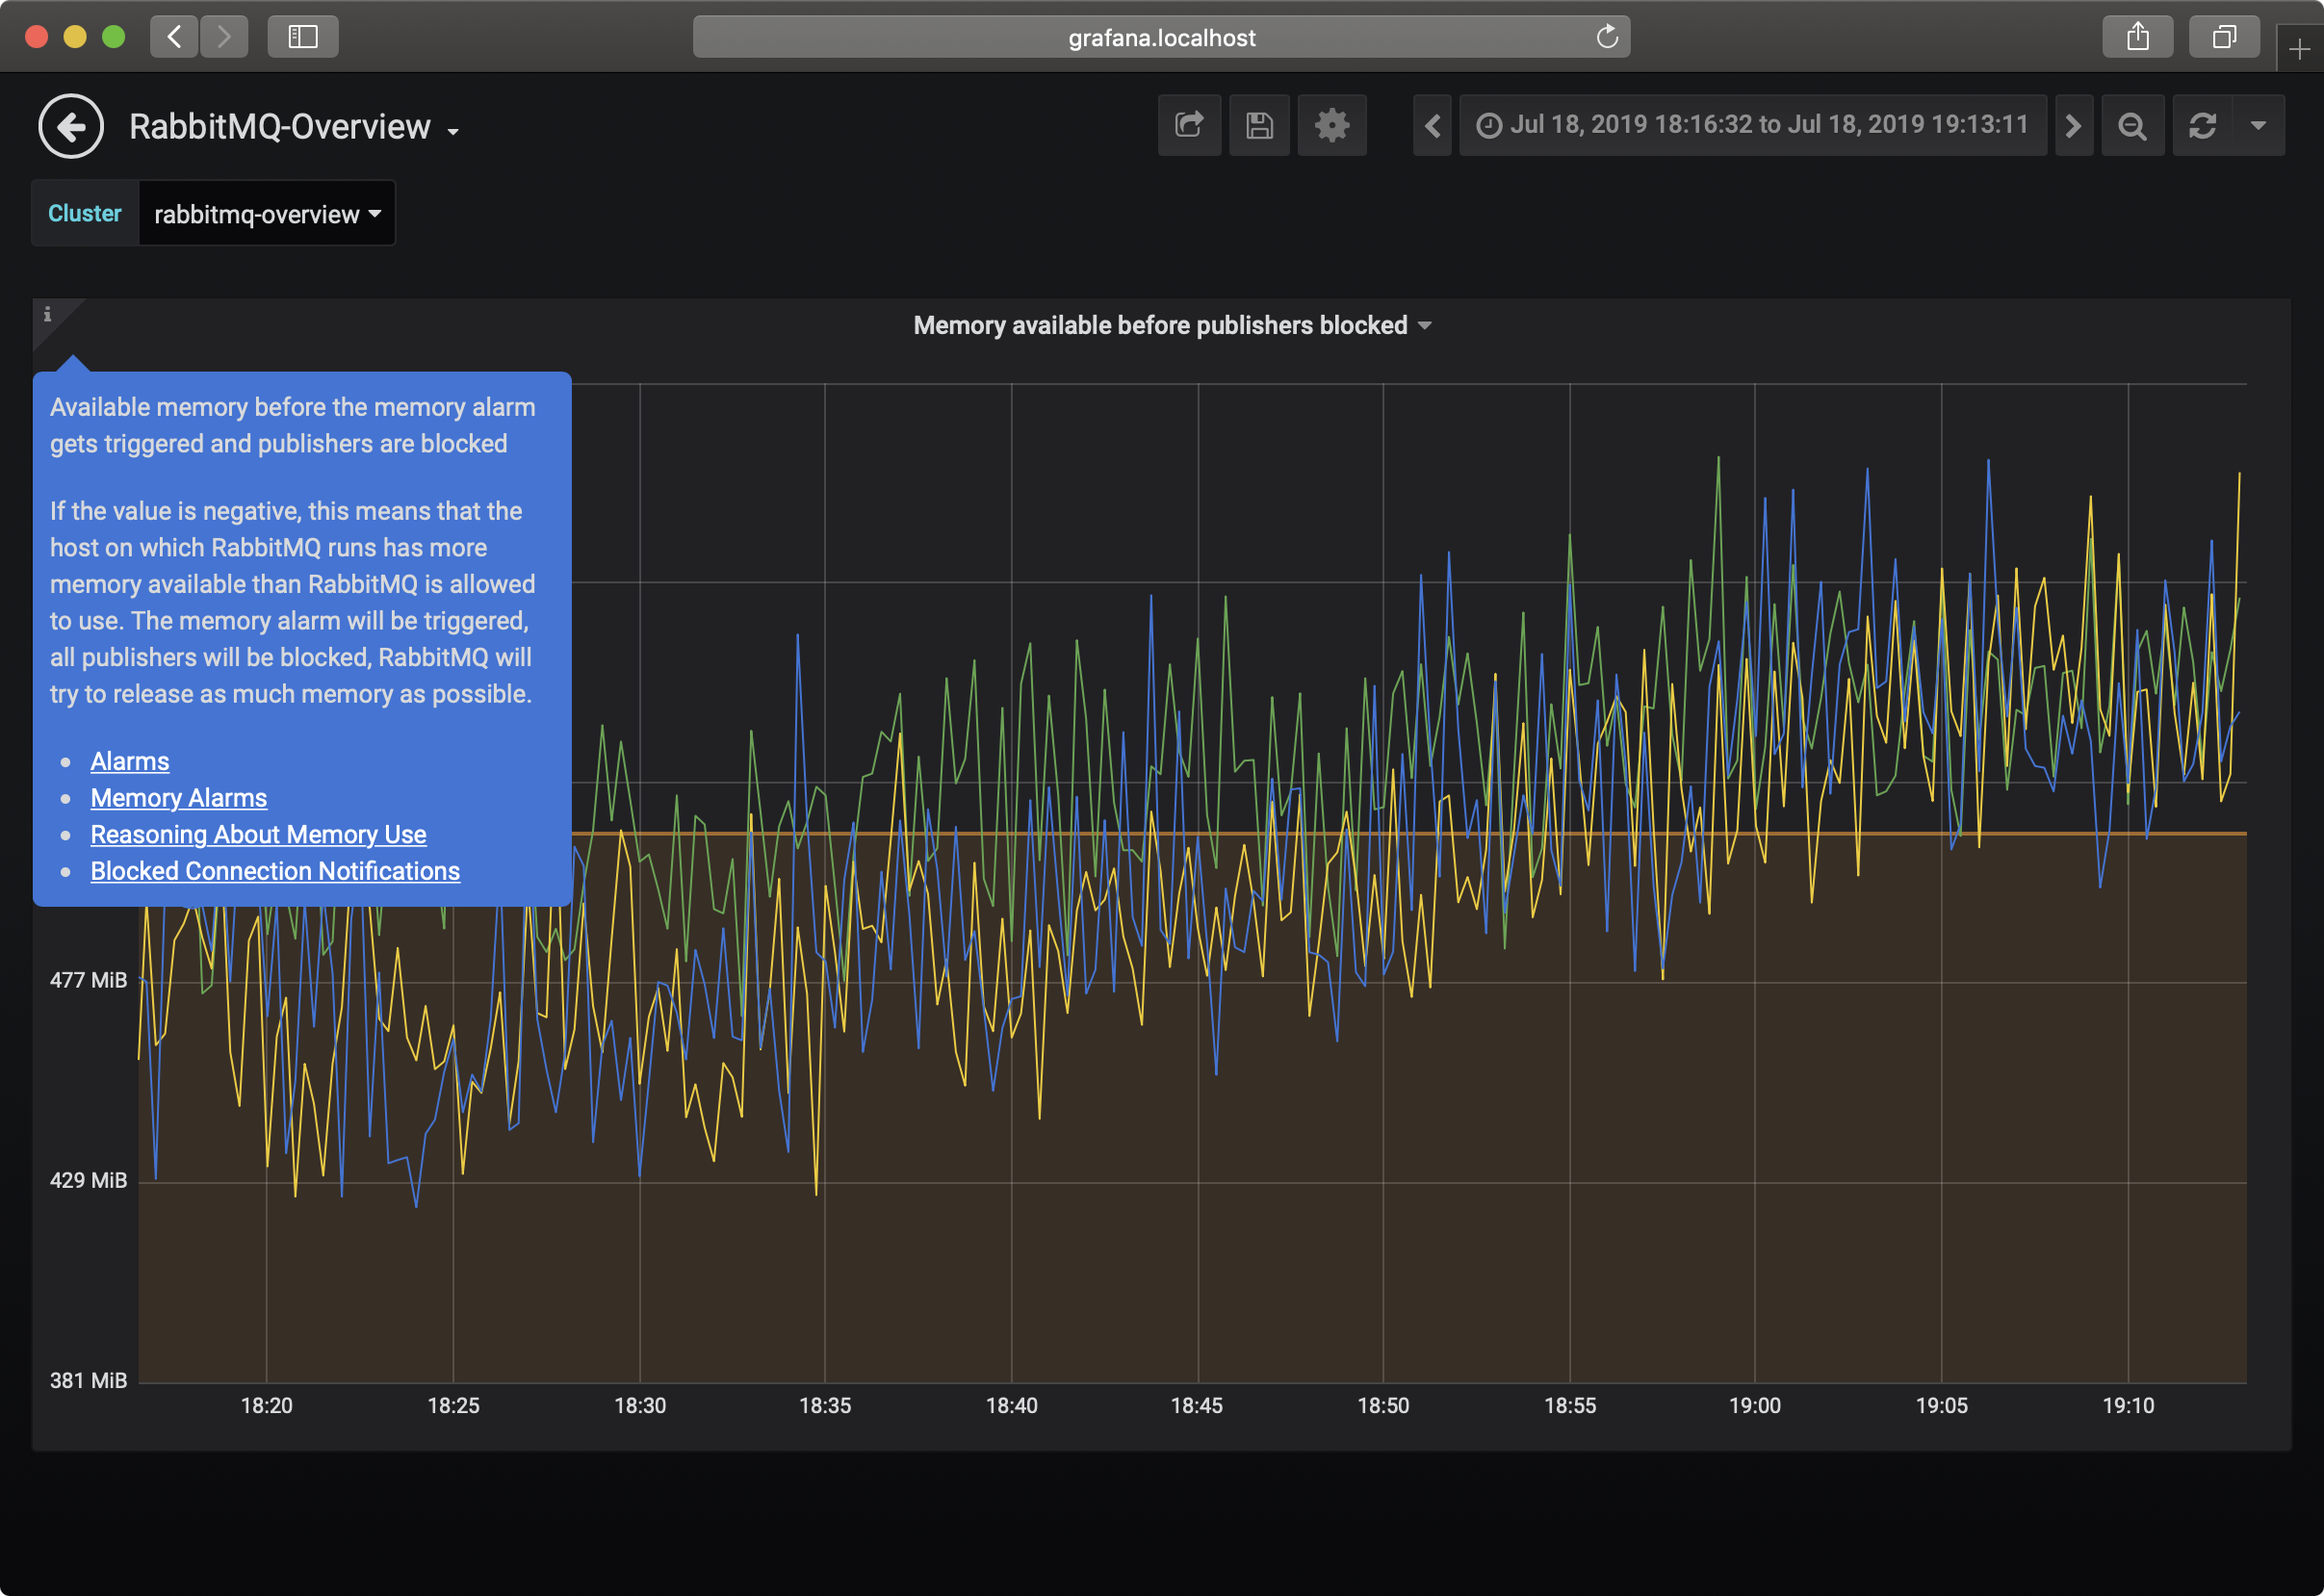 grafana.localhost
RabbitMQ-Overview
Jul 18, 2019 18:16:32 to Jul 18, 2019 19:13:11
Cluster rabbitmq-overview
i
Memory available before publishers blocked
Available memory before the memory alarm
gets triggered and publishers are blocked
If the value is negative, this means that the
host on which RabbitMQ runs has more
memory available than RabbitMQ is allowed
to use. The memory alarm will be triggered,
all publishers will be blocked, RabbitMQ will
try to release as much memory as possible.
Alarms
Memory Alarms
Reasoning About Memory Use
Blocked Connection Notifications
477 MiB
429 MiB
381 MiB
18:20 18:25 18:30 18:35 18:40 18:45 18:50 18:55 19:00 19:05 19:10